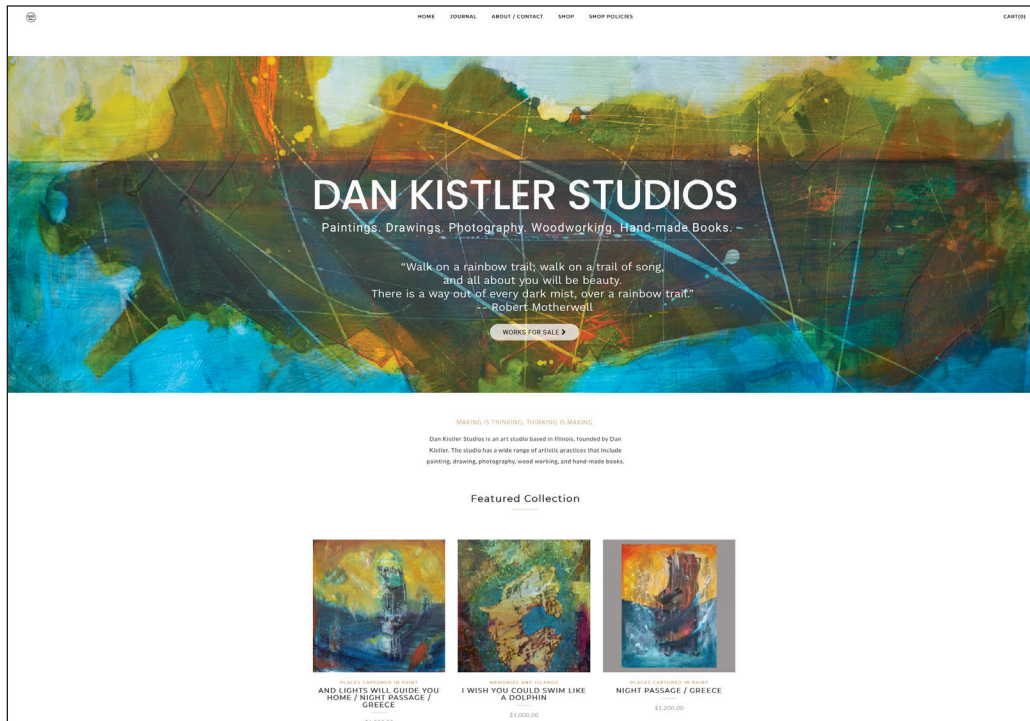 HOME JOURNAL ABOUT / CONTACT SHOP SHOP POLICIES CART(0)
DAN KISTLER STUDIOS
Paintings. Drawings. Photography. Woodworking. Hand-made Books.
“Walk on a rainbow trail; walk on a trail of song,
and all about you will be beauty.
There is a way out of every dark mist, over a rainbow trail.”
-- Robert Motherwell
WORKS FOR SALE
MAKING IS THINKING. THINKING IS MAKING.
Dan Kistler Studios is an art studio based in Illinois, founded by Dan
Kistler. The studio has a wide range of artistic practices that include
painting, drawing, photography, wood working, and hand-made books.
Featured Collection
PLACES CAPTURED IN PAINT
AND LIGHTS WILL GUIDE YOU
HOME / NIGHT PASSAGE /
GREECE
MEMORIES AND ISLANDS
I WISH YOU COULD SWIM LIKE
A DOLPHIN
$1,000.00
PLACES CAPTURED IN PAINT
NIGHT PASSAGE / GREECE
$1,200.00